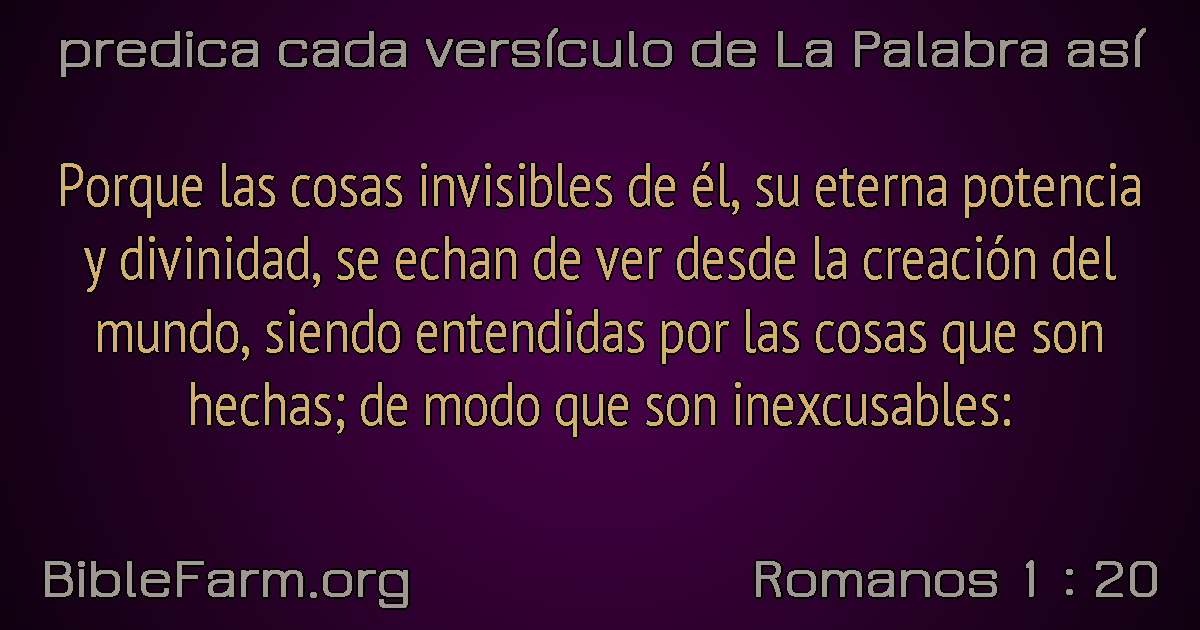 predica cada versículo de La Palabra así
Porque las cosas invisibles de él, su eterna potencia
y divinidad, se echan de ver desde la creación del
mundo, siendo entendidas por las cosas que son
hechas; de modo que son inexcusables:
BibleFarm.org
Romanos 1 : 20